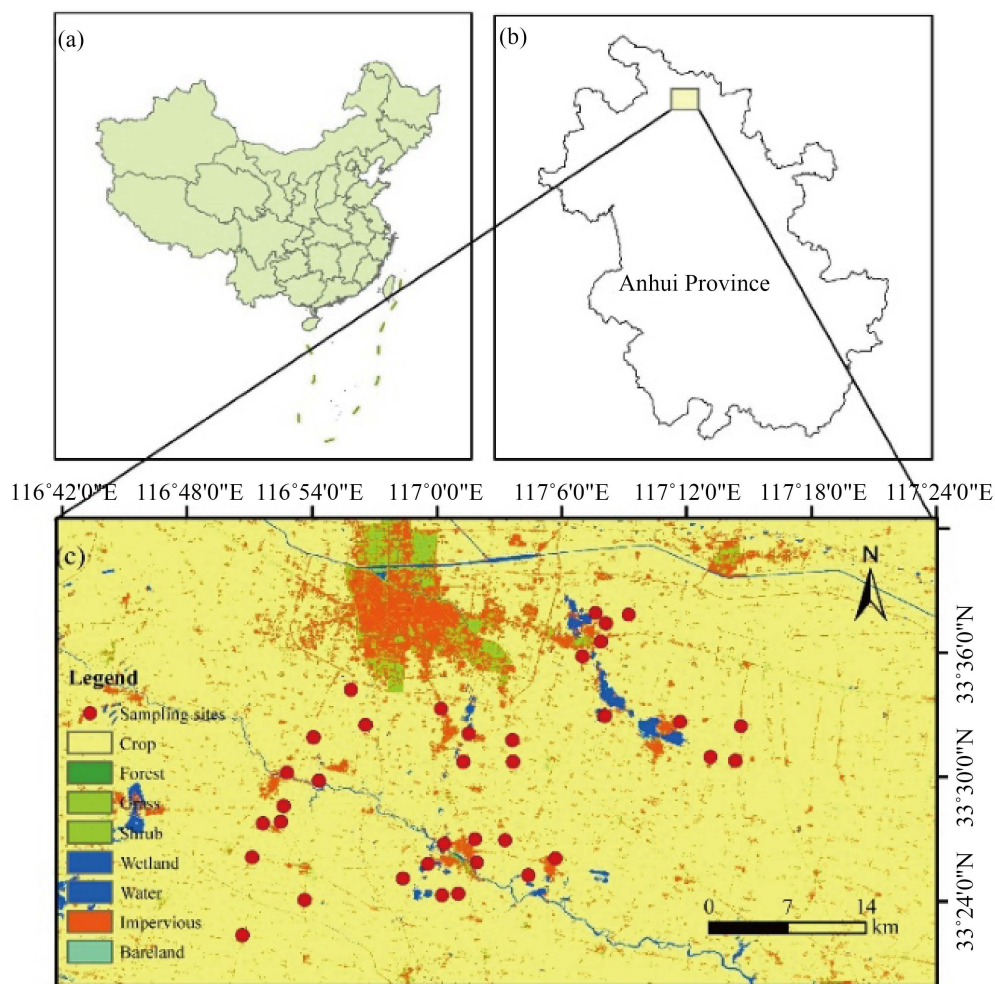 (a)
(b)
Anhui Province
116°42'0"E 116°48'0"E 116°54'0"E 117°0'0"E 117°6'0"E 117°12'0"E 117°18'0"E 117°24'0"E
(c)
N
33°36'0"N
33°30'0"N
33°24'0"N
Legend
Sampling sites
Crop
Forest
Grass
Shrub
Wetland
Water
Impervious
Bareland
0 7 14
km